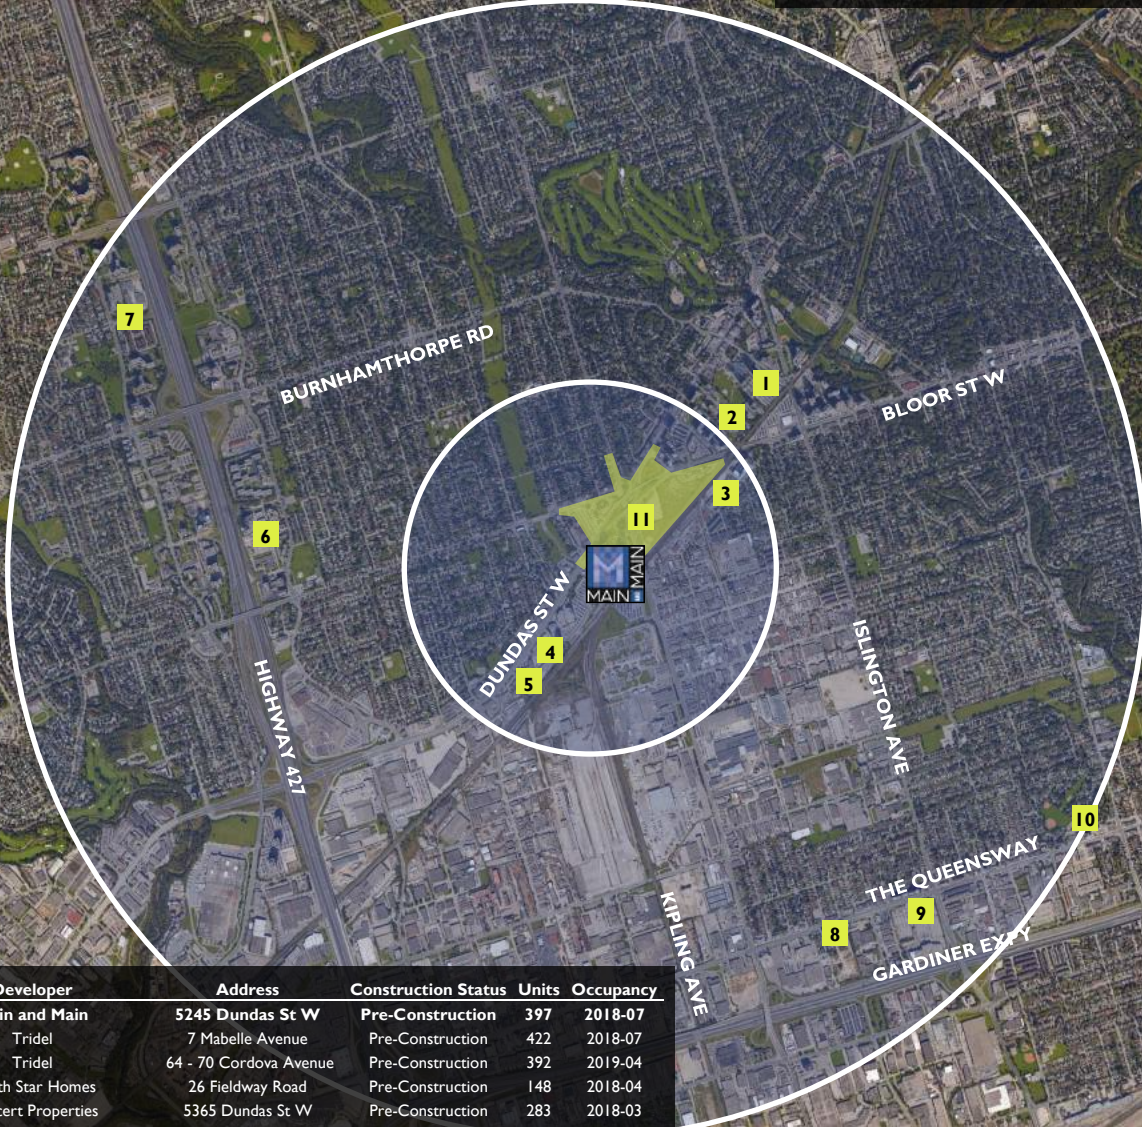 7
BURNHAMTHORPE RD
1
BLOOR ST W
2
3
11
6
M
MAIN
MAIN
DUNDAS ST W
4
5
ISLINGTON AVE
HIGHWAY 427
10
THE QUEENSWAY
9
8
KIPLING AVE
GARDINER EXPY
Developer Address Construction Status Units Occupancy
in and Main 5245 Dundas St W Pre-Construction 397 2018-07
Tridel 7 Mabelle Avenue Pre-Construction 422 2018-07
Tridel 64 - 70 Cordova Avenue Pre-Construction 392 2019-04
th Star Homes 26 Fieldway Road Pre-Construction 148 2018-04
cert Properties 5365 Dundas St W Pre-Construction 283 2018-03